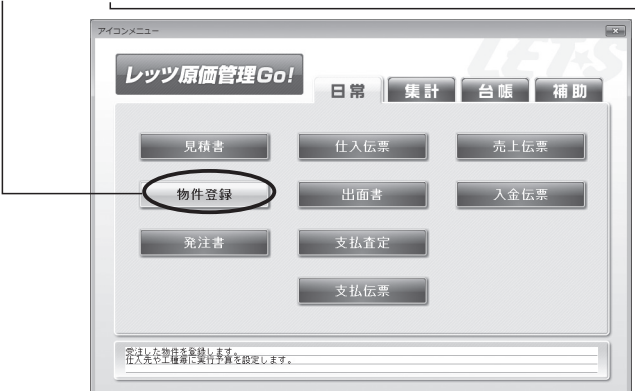 アイコンメニュー
LETS
レッツ原価管理Go!
日常 集計 台帳 補助
見積書 仕入伝票 売上伝票
物件登録 出面書 入金伝票
発注書 支払査定
支払伝票
受注した物件を登録します。
仕入先や工種毎に実行予算を設定します。